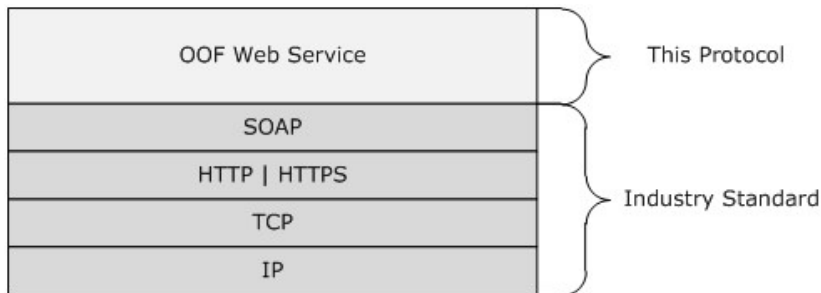 OOF Web Service
This Protocol
SOAP
HTTP | HTTPS
TCP
IP
Industry Standard